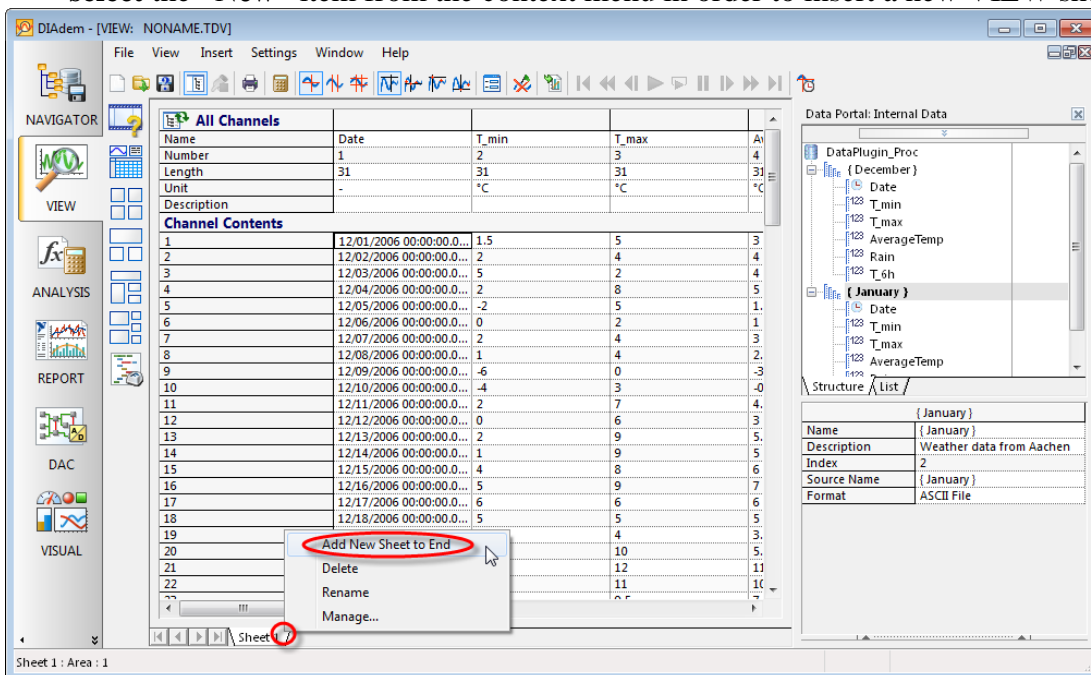 select the "New" item from the context menu in order to insert a new VIEW
DIAdem - [VIEW: NONAME.TDV]
File View Insert Settings Window Help
NAVIGATOR
VIEW
ANALYSIS
REPORT
DAC
VISUAL
All Channels
Name Date T_min T_max
Number 1 2 3 4
Length 31 31 31 31
Unit - °C °C °C
Description
Channel Contents
1 12/01/2006 00:00:00.0... 1.5 5 3
2 12/02/2006 00:00:00.0... 2 4 4
3 12/03/2006 00:00:00.0... 5 2 4
4 12/04/2006 00:00:00.0... 2 8 5
5 12/05/2006 00:00:00.0... -2 5 1.
6 12/06/2006 00:00:00.0... 0 2 1
7 12/07/2006 00:00:00.0... 2 4 3
8 12/08/2006 00:00:00.0... 1 4 2.
9 12/09/2006 00:00:00.0... -6 0 -3
10 12/10/2006 00:00:00.0... -4 3 -0
11 12/11/2006 00:00:00.0... 2 7 4.
12 12/12/2006 00:00:00.0... 0 6 3
13 12/13/2006 00:00:00.0... 2 9 5.
14 12/14/2006 00:00:00.0... 1 9 5
15 12/15/2006 00:00:00.0... 4 8 6
16 12/16/2006 00:00:00.0... 5 9 7
17 12/17/2006 00:00:00.0... 6 6 6
18 12/18/2006 00:00:00.0... 5 5 5
19 4 3.
20 10 5.
21 12 11
22 11 10
Add New Sheet to End
Delete
Rename
Manage...
Sheet 1
Sheet 1 : Area : 1
Data Portal: Internal Data
DataPlugin_Proc
{ December }
Date
T_min
T_max
AverageTemp
Rain
T_6h
{ January }
Date
T_min
T_max
AverageTemp
Structure List
{ January }
Name { January }
Description Weather data from Aachen
Index 2
Source Name { January }
Format ASCII File